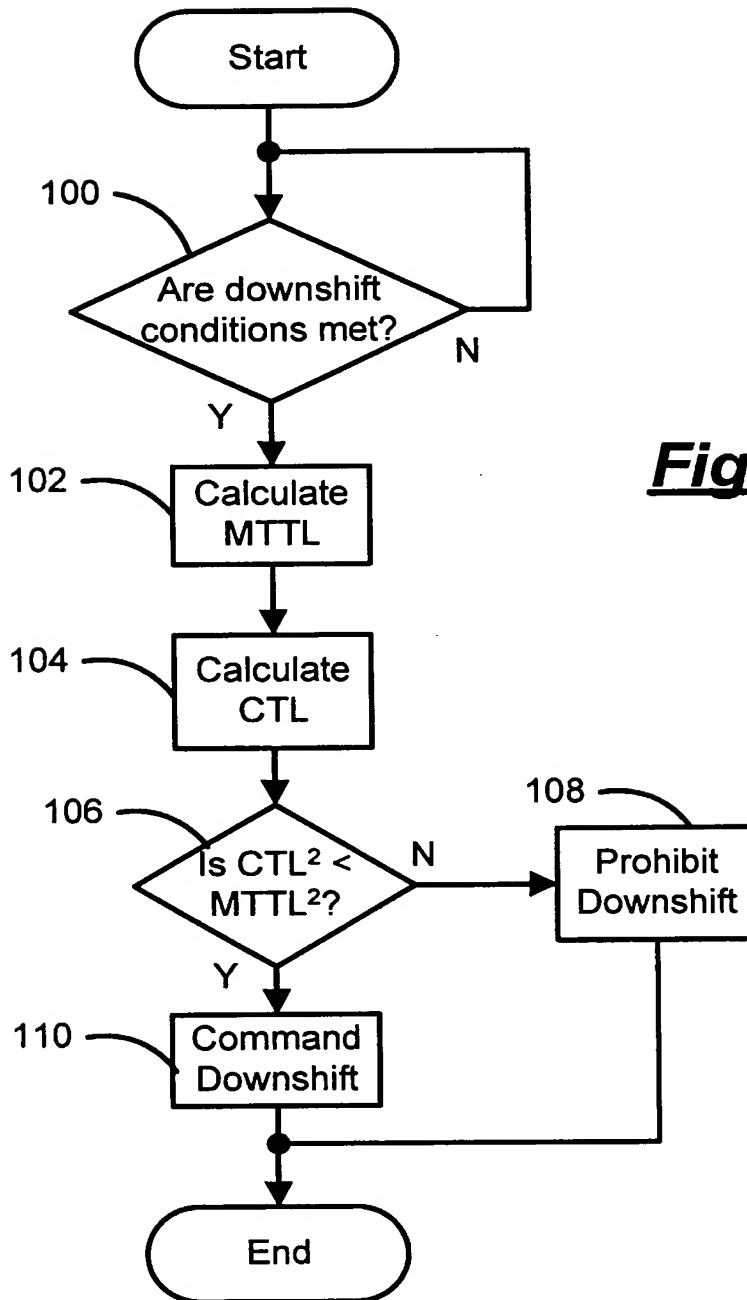 Start
100
Are downshift
conditions met?
N
Y
102
Calculate
MTTL
Fig
104
Calculate
CTL
106
Is CTL² <
MTTL²?
N
108
Prohibit
Downshift
Y
110
Command
Downshift
End